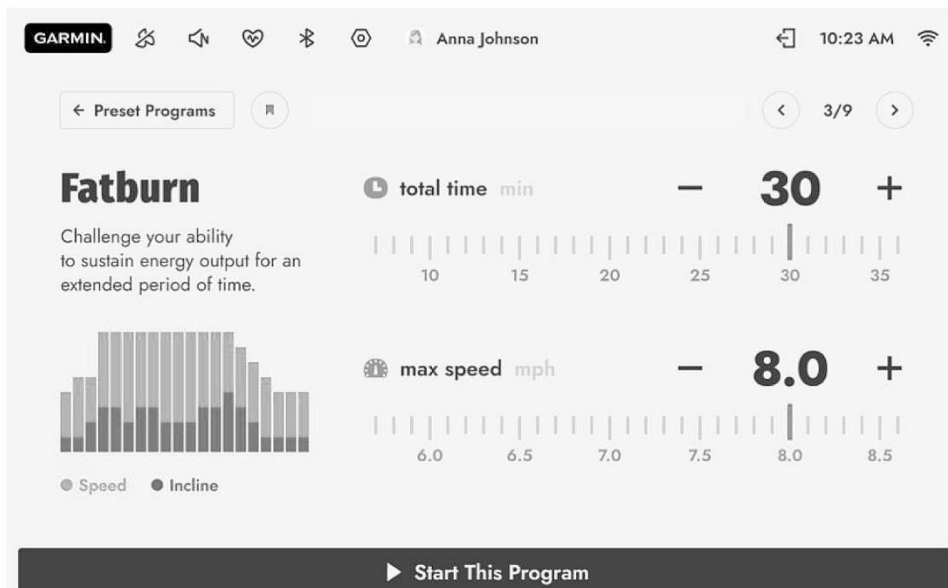 GARMIN.
Anna Johnson
10:23 AM
← Preset Programs
3/9
Fatburn
Challenge your ability
to sustain energy output for an
extended period of time.
Speed Incline
total time min
30
10 15 20 25 30 35
max speed mph
8.0
6.0 6.5 7.0 7.5 8.0 8.5
Start This Program